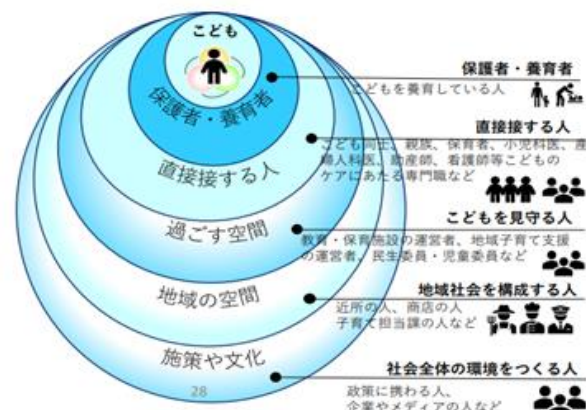 こども
保護者・養育者
直接接する人
過ごす空間
地域の空間
施策や文化
28
保護者・養育者
こどもを養育している人
直接接する人
こども同士、親族、保育者、小児科医、産
婦人科医、助産師、看護師等こどもの
ケアにあたる専門職など
こどもを見守る人
教育・保育施設の運営者、地域子育て支援
の運営者、民生委員・児童委員など
地域社会を構成する人
近所の人、商店の人
子育て担当課の人など
社会全体の環境をつくる人
政策に携わる人、
企業やメディアの人など